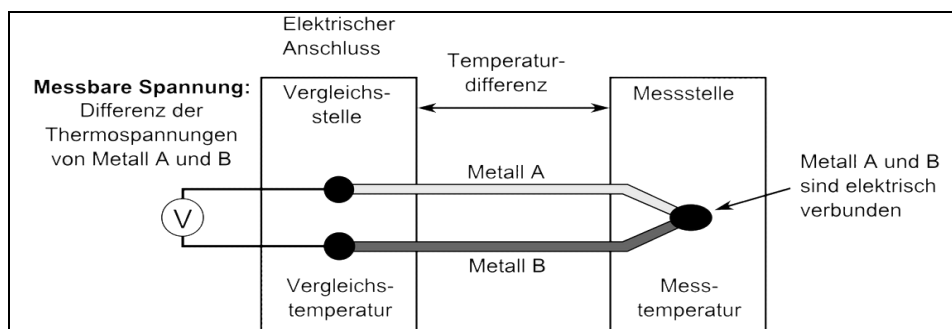 Elektrischer
Anschluss
Messbare Spannung:
Differenz der
Thermospannungen
von Metall A und B
Vergleichs-
stelle
Temperatur-
differenz
Messstelle
Metall A
Metall A und B
sind elektrisch
verbunden
V
Metall B
Vergleichs-
temperatur
Mess-
temperatur